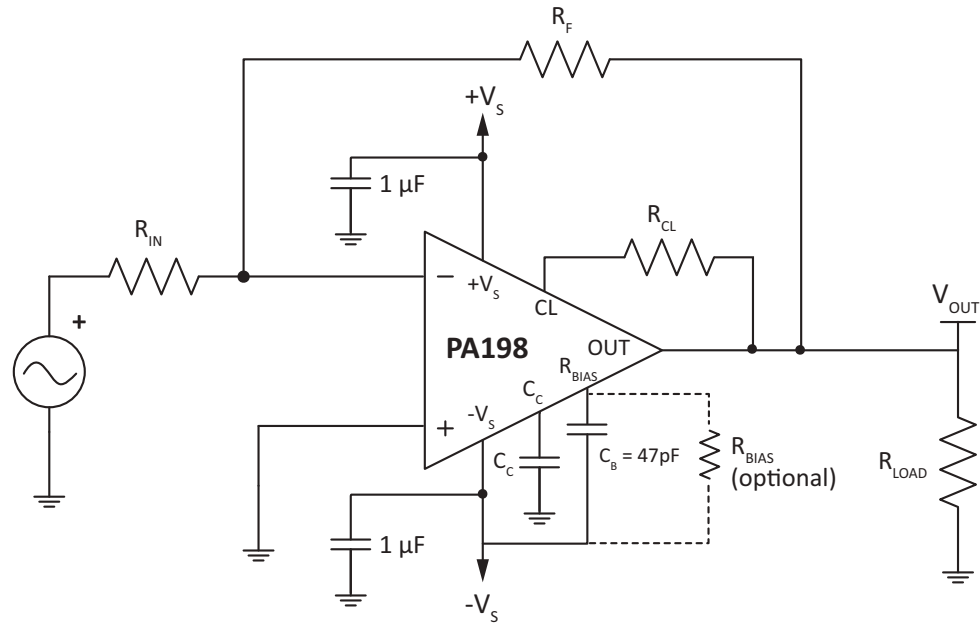 R_F
+V_S
1 µF
R_CL
R_IN
−
+V_S
CL
V_OUT
+
PA198
OUT
R_BIAS
C_C
-V_S
+
C_C
C_B = 47pF
R_BIAS
(optional)
R_LOAD
1 µF
-V_S